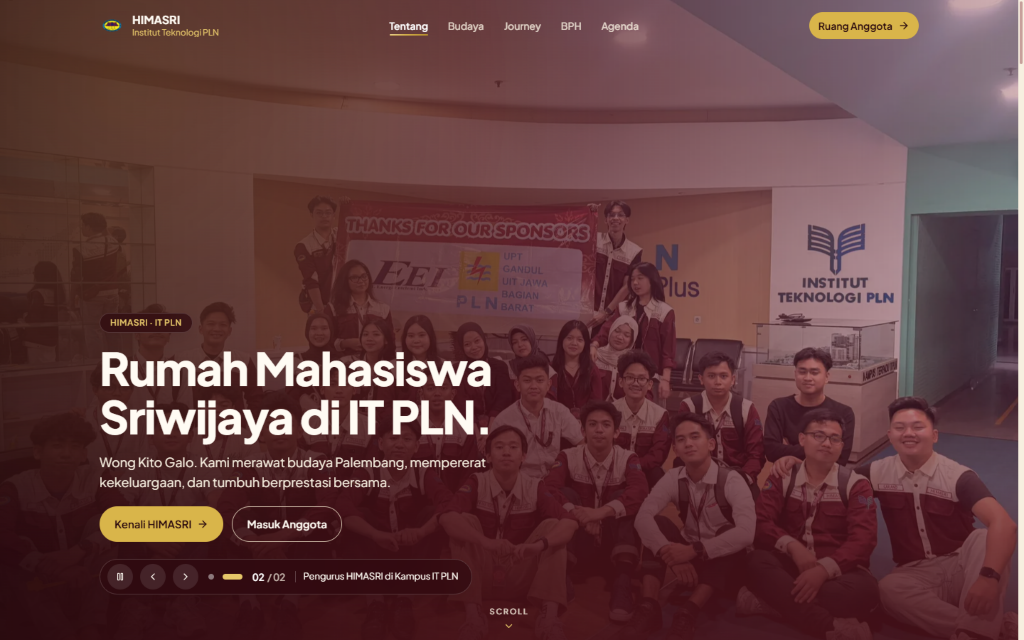 HIMASRI
Institut Teknologi PLN
Tentang
Budaya
Journey
BPH
Agenda
Ruang Anggota
THANKS FOR OUR SPONSORS
EEI
PLN
UPT
GANDUL
UIT JAWA
BAGIAN
BARAT
N
Plus
INSTITUT
TEKNOLOGI PLN
HIMASRI · IT PLN
Rumah Mahasiswa
Sriwijaya di IT PLN.
Wong Kito Galo. Kami merawat budaya Palembang, mempererat
kekeluargaan, dan tumbuh berprestasi bersama.
Kenali HIMASRI
Masuk Anggota
02 / 02
Pengurus HIMASRI di Kampus IT PLN
SCROLL